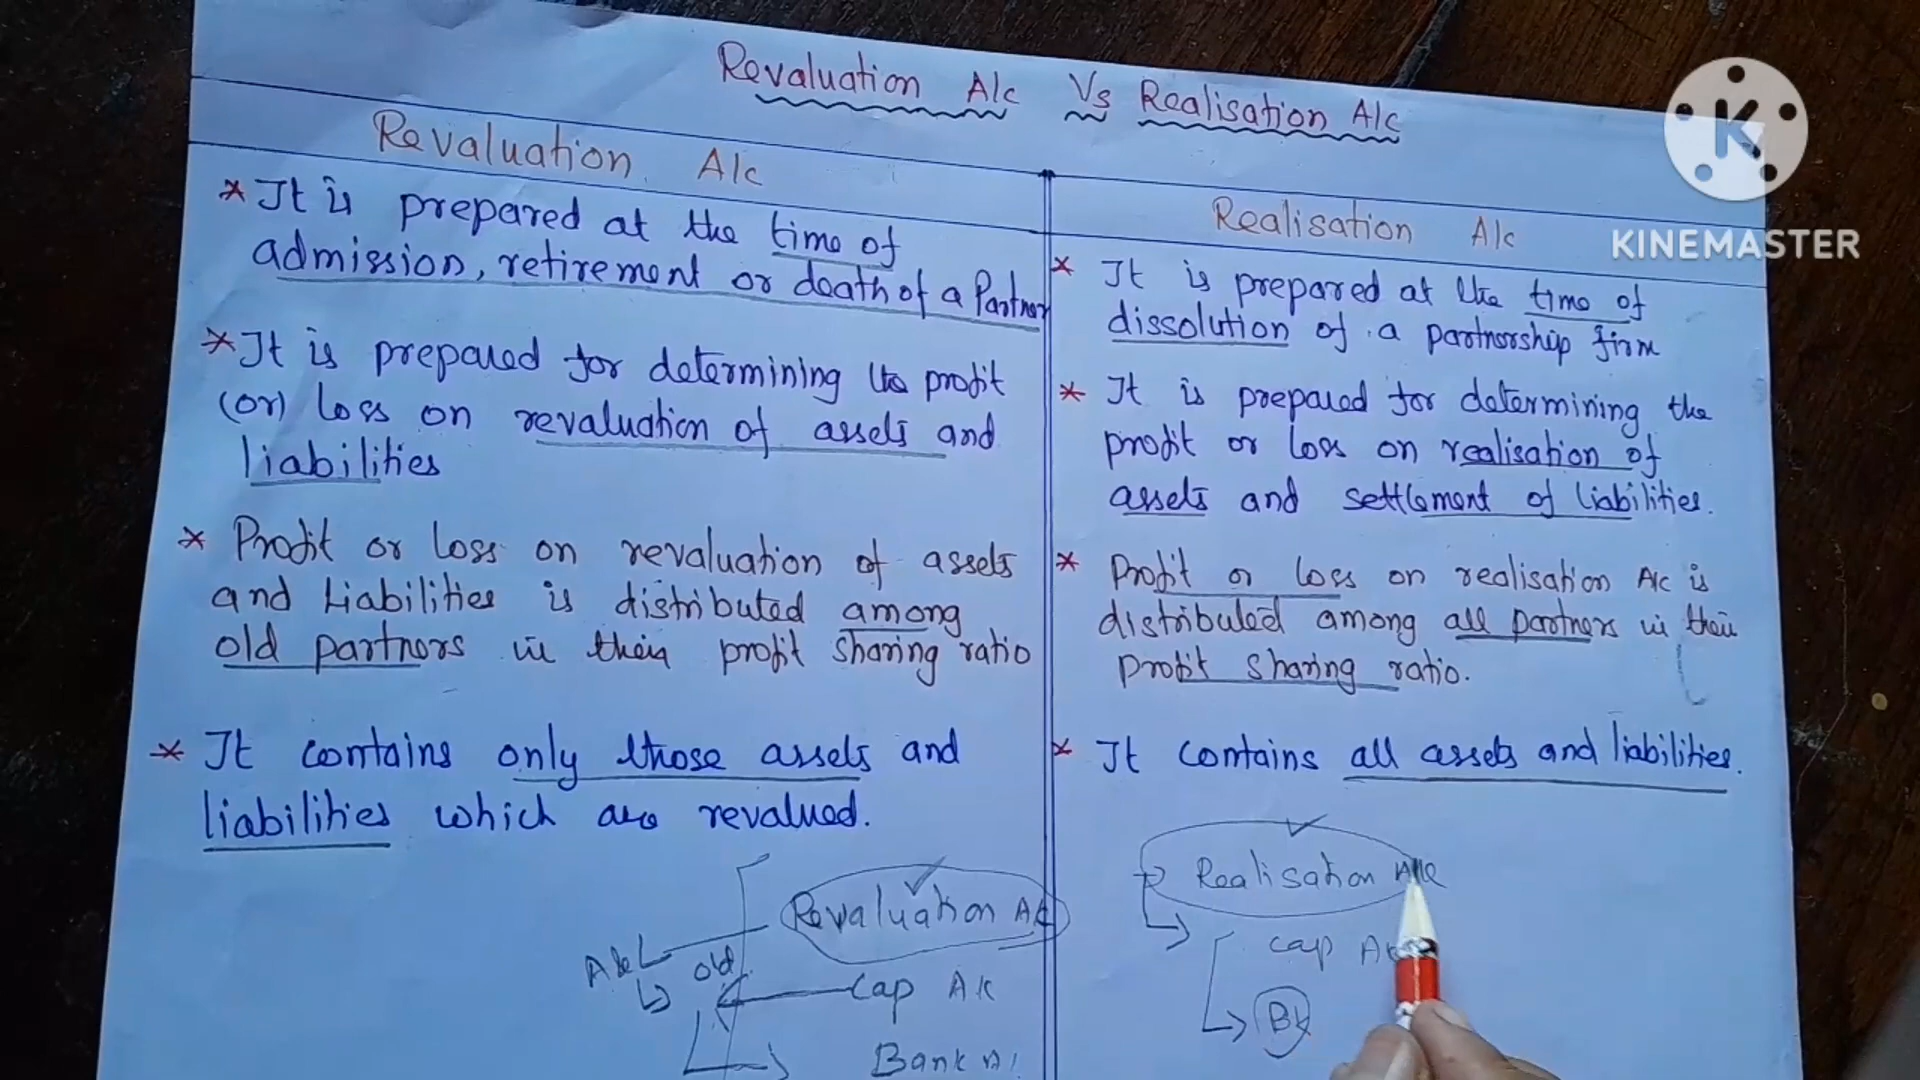 Revaluation A/c Vs Realisation A/c
KINEMASTER
Revaluation A/c
* It is prepared at the time of
admission, retirement or death of a Partner
* It is prepared for determining the profit
(or) loss on revaluation of assets and
liabilities
* Profit or loss on revaluation of assets
and Liabilities is distributed among
old partners in their profit sharing ratio
* It contains only those assets and
liabilities which are revalued.
Revaluation A/c
old
Cap A/c
Bank A/
Realisation A/c
* It is prepared at the time of
dissolution of a partnership firm
* It is prepared for determining the
profit or loss on realisation of
assets and settlement of liabilities.
* Profit or loss on realisation A/c is
distributed among all partners in their
profit sharing ratio.
* It contains all assets and liabilities.
Realisation A/c
Cap A/c